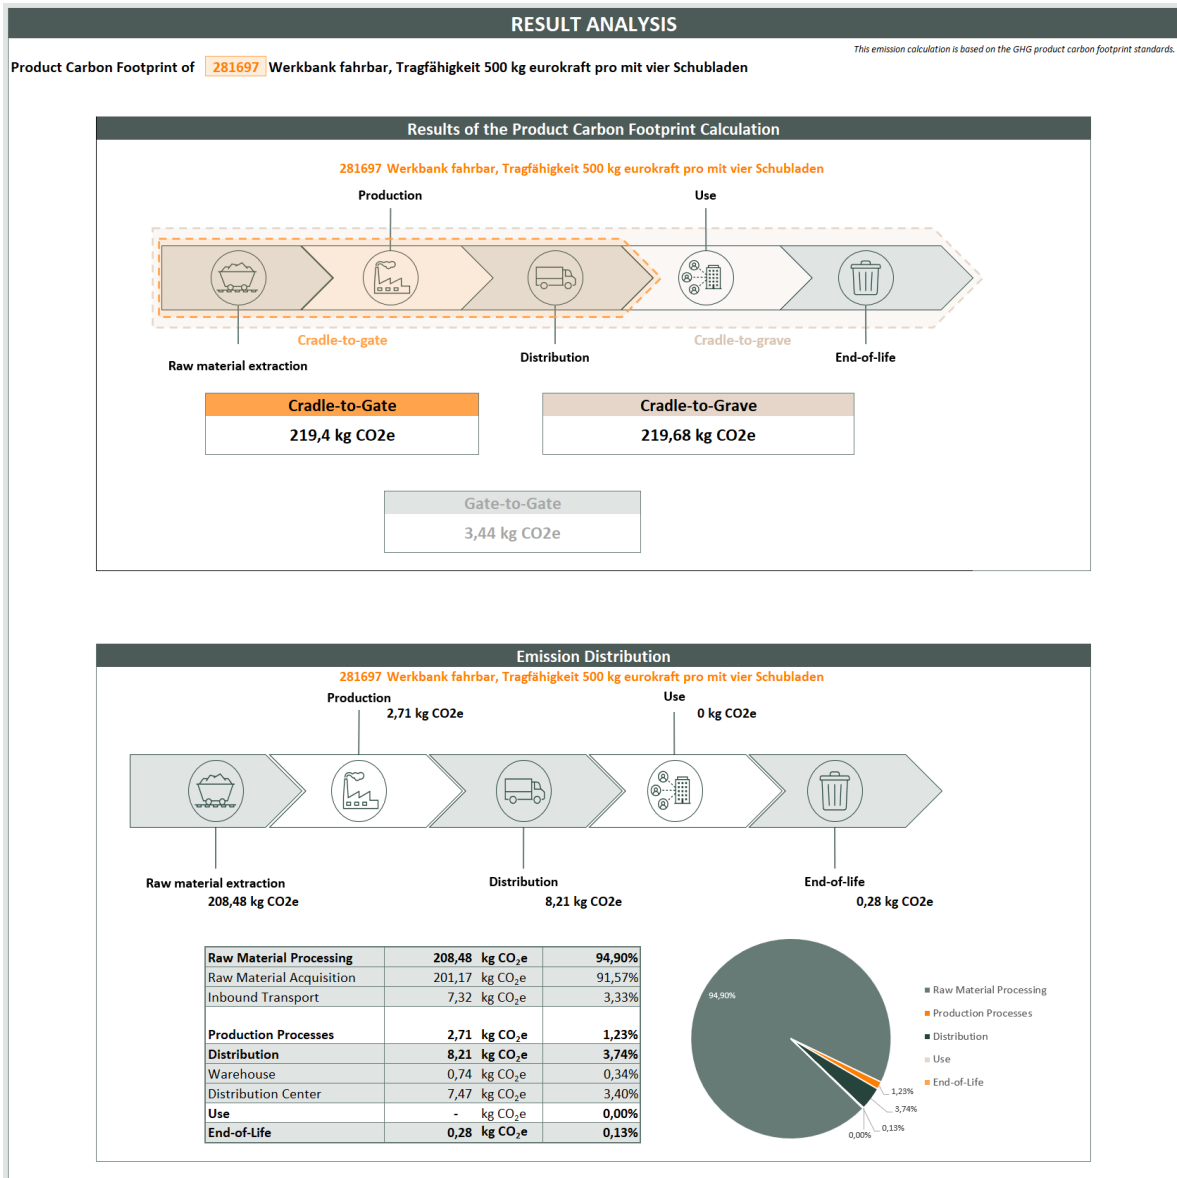 RESULT ANALYSIS
This emission calculation is based on the GHG product carbon footprint standards.
Product Carbon Footprint of 281697 Werkbank fahrbar, Tragfähigkeit 500 kg eurokraft pro mit vier Schubladen
Results of the Product Carbon Footprint Calculation
281697 Werkbank fahrbar, Tragfähigkeit 500 kg eurokraft pro mit vier Schubladen
Production
Use
Cradle-to-gate
Cradle-to-grave
Raw material extraction
Distribution
End-of-life
Cradle-to-Gate
219,4 kg CO2e
Cradle-to-Grave
219,68 kg CO2e
Gate-to-Gate
3,44 kg CO2e
Emission Distribution
281697 Werkbank fahrbar, Tragfähigkeit 500 kg eurokraft pro mit vier Schubladen
Production
2,71 kg CO2e
Use
0 kg CO2e
Raw material extraction
208,48 kg CO2e
Distribution
8,21 kg CO2e
End-of-life
0,28 kg CO2e
Raw Material Processing 208,48 kg CO₂e 94,90%
Raw Material Acquisition 201,17 kg CO₂e 91,57%
Inbound Transport 7,32 kg CO₂e 3,33%
Production Processes 2,71 kg CO₂e 1,23%
Distribution 8,21 kg CO₂e 3,74%
Warehouse 0,74 kg CO₂e 0,34%
Distribution Center 7,47 kg CO₂e 3,40%
Use - kg CO₂e 0,00%
End-of-Life 0,28 kg CO₂e 0,13%
94,90%
1,23%
3,74%
0,13%
0,00%
Raw Material Processing
Production Processes
Distribution
Use
End-of-Life